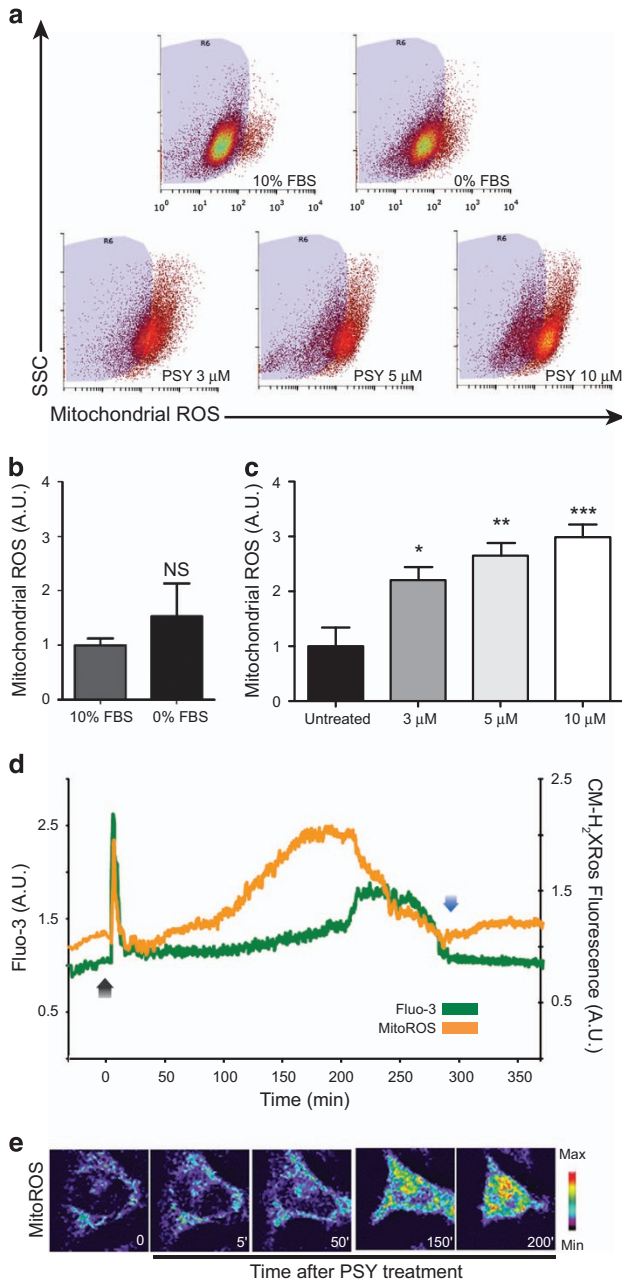 a
SSC
R6
10% FBS
10⁰ 10¹ 10² 10³ 10⁴
R6
0% FBS
10⁰ 10¹ 10² 10³ 10⁴
R6
PSY 3 µM
R6
PSY 5 µM
R6
PSY 10 µM
Mitochondrial ROS
b
Mitochondrial ROS (A.U.)
4
3
2
1
0
NS
10% FBS 0% FBS
c
Mitochondrial ROS (A.U.)
4
3
2
1
0
* ** ***
Untreated 3 µM 5 µM 10 µM
d
Fluo-3 (A.U.)
2.5
1.5
0.5
2.5
1.5
0.5
CM-H₂XRos Fluorescence (A.U.)
Fluo-3
MitoROS
0 50 100 150 200 250 300 350
Time (min)
e
MitoROS
0 5' 50' 150' 200'
Max
Min
Time after PSY treatment